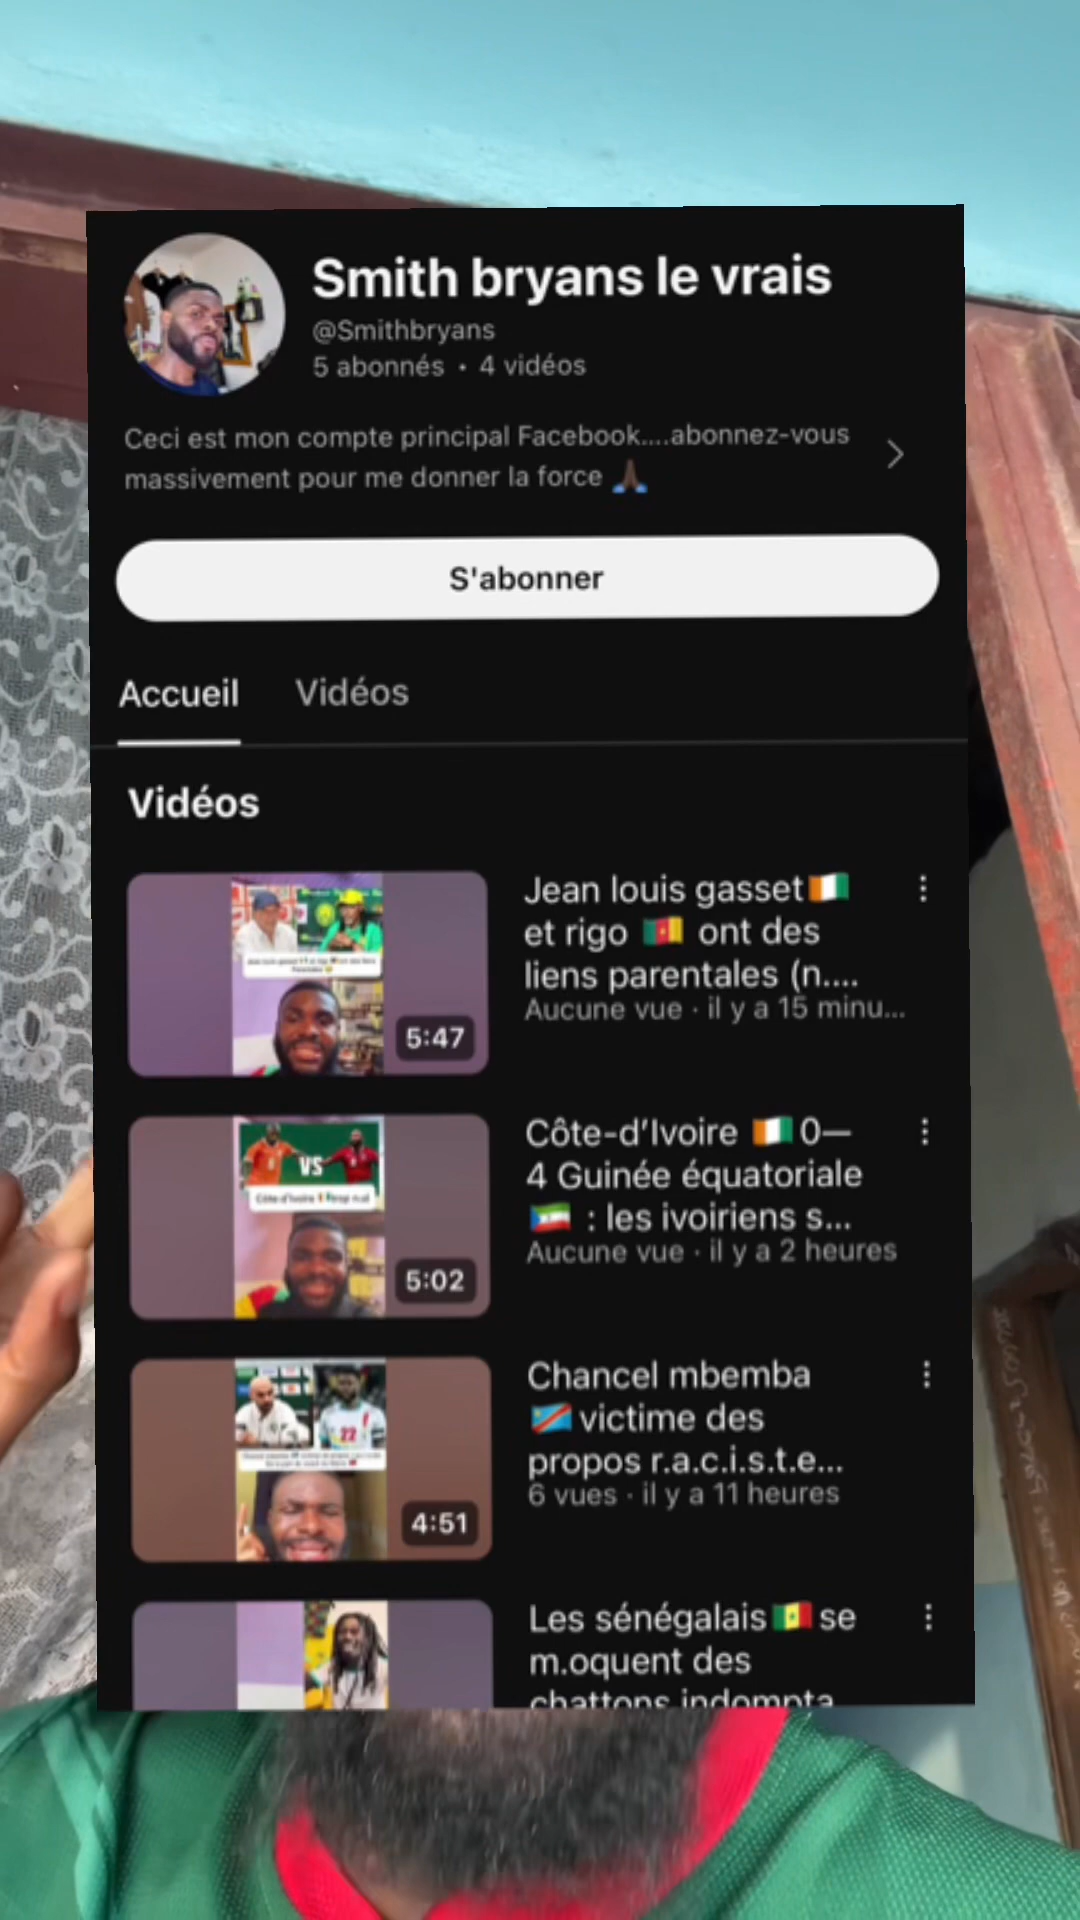 Smith bryans le vrais
@Smithbryans
5 abonnés • 4 vidéos
Ceci est mon compte principal Facebook....abonnez-vous
massivement pour me donner la force 🙏🏿
S'abonner
Accueil Vidéos
Vidéos
Jean louis gasset🇨🇮
et rigo 🇨🇲 ont des
liens parentales (n....
Aucune vue · il y a 15 minu...
5:47
Côte-d’Ivoire 🇨🇮 0—
4 Guinée équatoriale
🇬🇶 : les ivoiriens s...
Aucune vue · il y a 2 heures
VS
5:02
Chancel mbemba
🇨🇩 victime des
propos r.a.c.i.s.t.e...
6 vues · il y a 11 heures
22
4:51
Les sénégalais🇸🇳 se
m.oquent des
chattons indompta